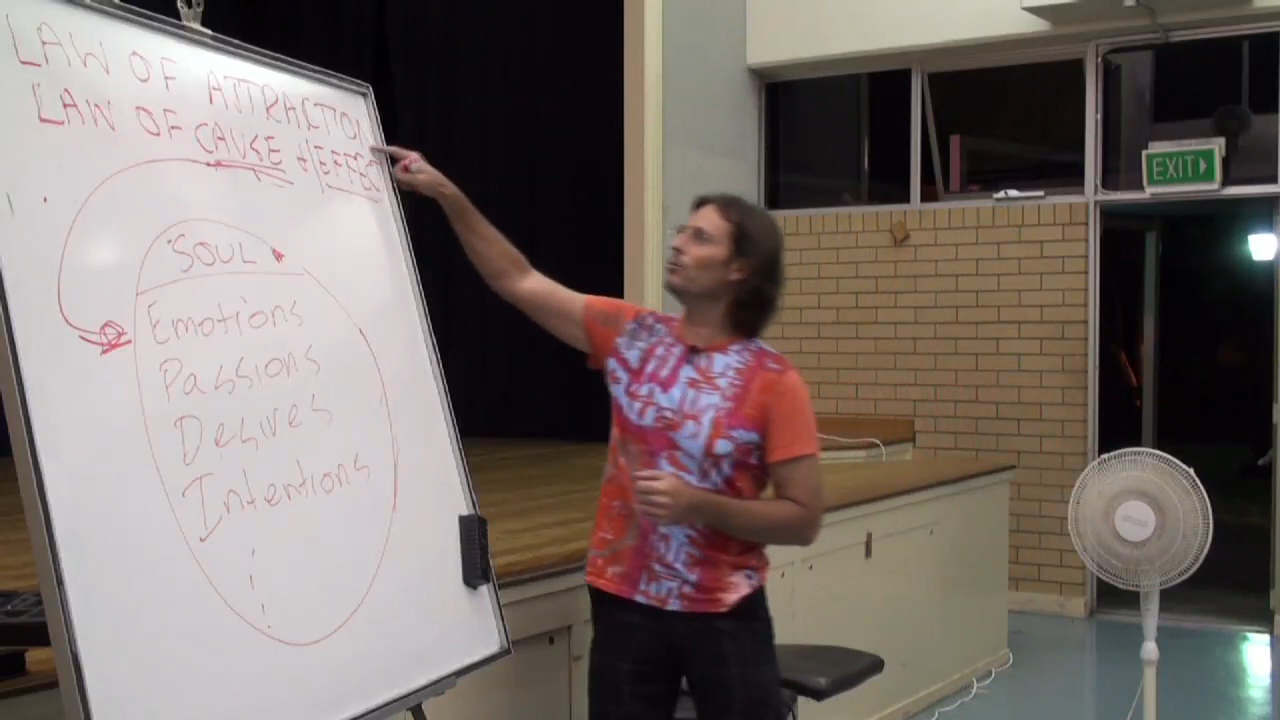 LAW OF ATTRACTION
LAW OF CAUSE & EFFECT
SOUL
Emotions
Passions
Desires
Intentions
EXIT